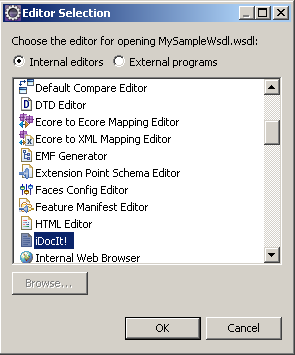 Editor Selection
Choose the editor for opening MySampleWsdl.wsdl:
Internal editors External programs
Default Compare Editor
DTD Editor
Ecore to Ecore Mapping Editor
Ecore to XML Mapping Editor
EMF Generator
Extension Point Schema Editor
Faces Config Editor
Feature Manifest Editor
HTML Editor
iDocIt!
Internal Web Browser
Browse...
OK Cancel